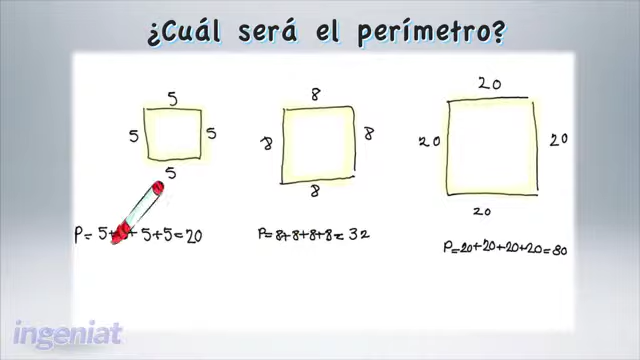 ¿Cuál será el perímetro?
5
5 5
5
P= 5+5+ 5+5=20
8
8 8
8
P=8+8+8+8= 32
20
20 20
20
P=20+20+20+20=80
ingeniat